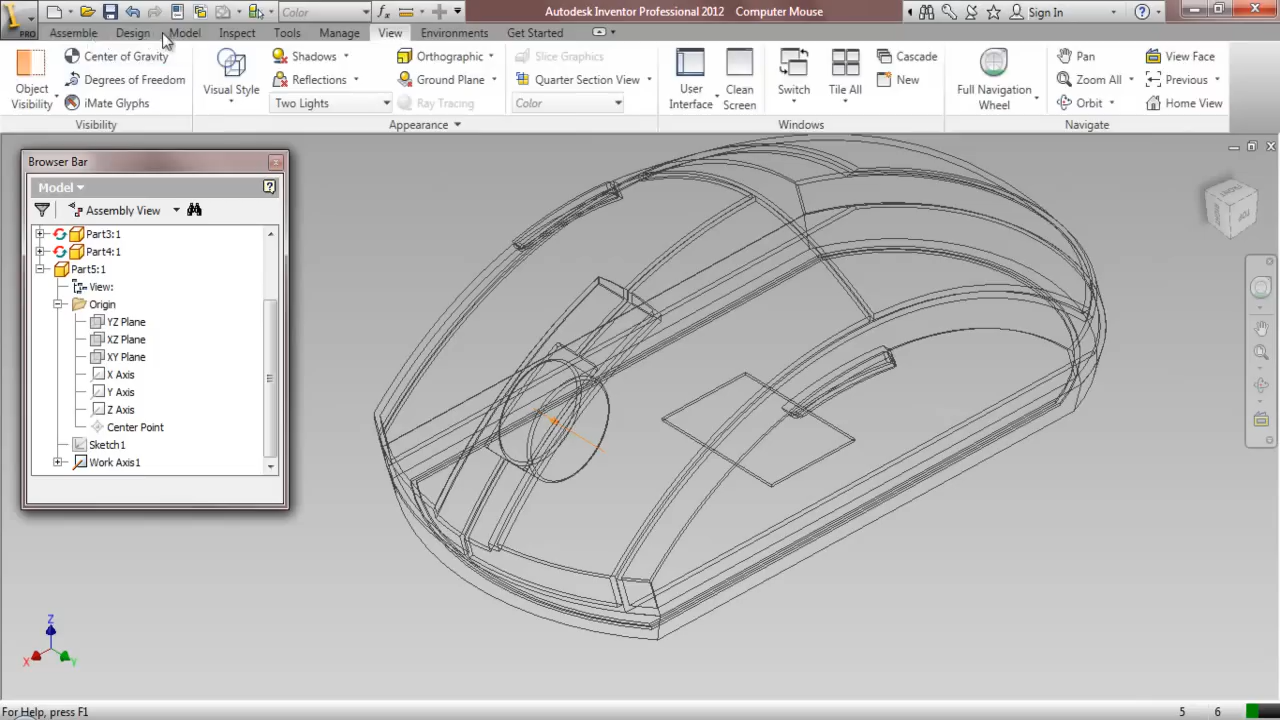 PRO
Color
Autodesk Inventor Professional 2012 Computer Mouse
Sign In
Assemble Design Model Inspect Tools Manage View Environments Get Started
Object Visibility
Center of Gravity
Degrees of Freedom
iMate Glyphs
Visibility
Visual Style
Shadows
Reflections
Two Lights
Orthographic
Ground Plane
Ray Tracing
Slice Graphics
Quarter Section View
Color
Appearance
User Interface
Clean Screen
Switch
Tile All
Cascade
New
Windows
Full Navigation Wheel
Pan
Zoom All
Orbit
View Face
Previous
Home View
Navigate
Browser Bar
Model
Assembly View
Part3:1
Part4:1
Part5:1
View:
Origin
YZ Plane
XZ Plane
XY Plane
X Axis
Y Axis
Z Axis
Center Point
Sketch1
Work Axis1
Z
X
Y
For Help, press F1
5 6